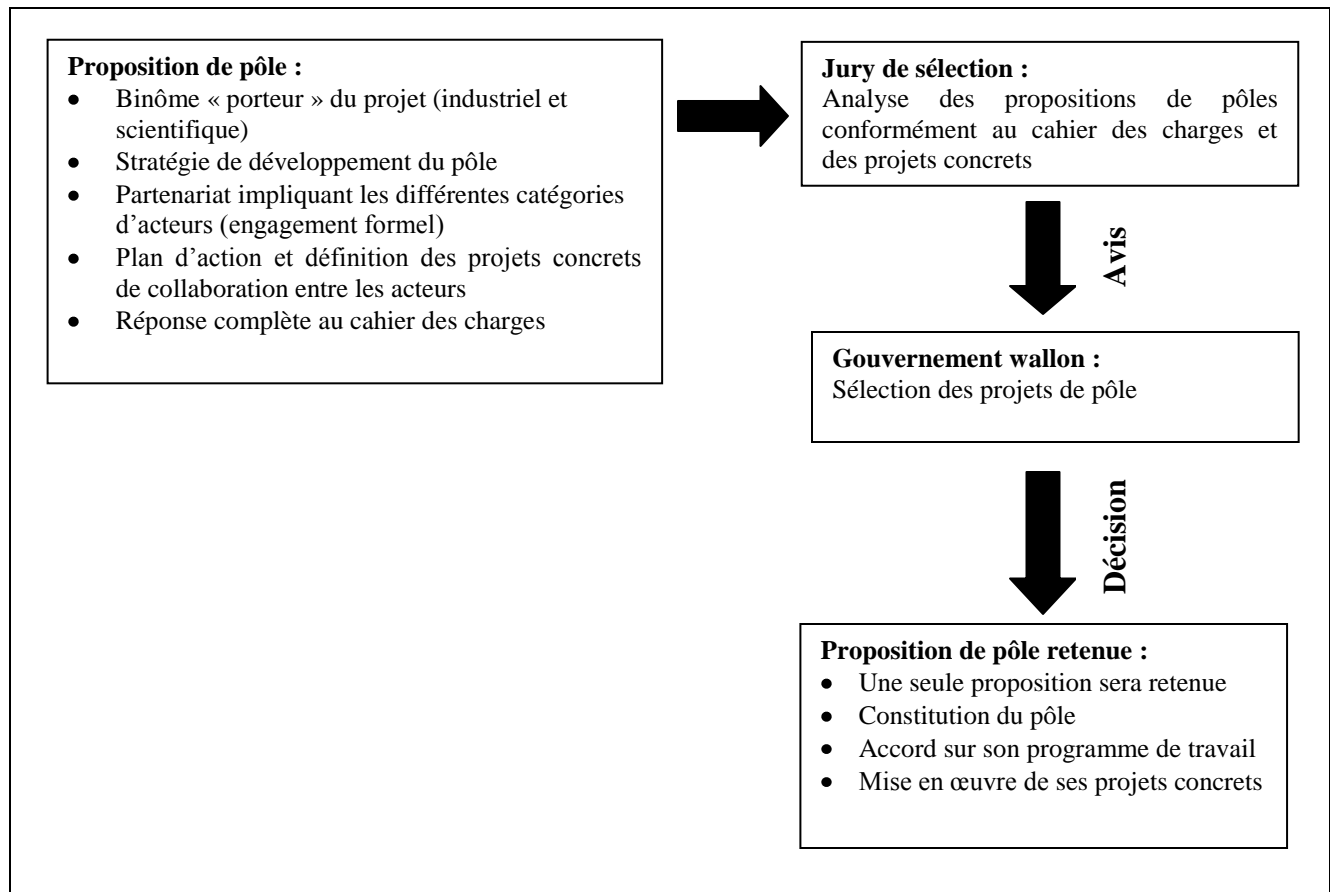 Proposition de pôle :
• Binôme « porteur » du projet (industriel et
scientifique)
• Stratégie de développement du pôle
• Partenariat impliquant les différentes catégories
d’acteurs (engagement formel)
• Plan d’action et définition des projets concrets
de collaboration entre les acteurs
• Réponse complète au cahier des charges
Jury de sélection :
Analyse des propositions de pôles
conformément au cahier des charges et
des projets concrets
Avis
Gouvernement wallon :
Sélection des projets de pôle
Décision
Proposition de pôle retenue :
• Une seule proposition sera retenue
• Constitution du pôle
• Accord sur son programme de travail
• Mise en œuvre de ses projets concrets